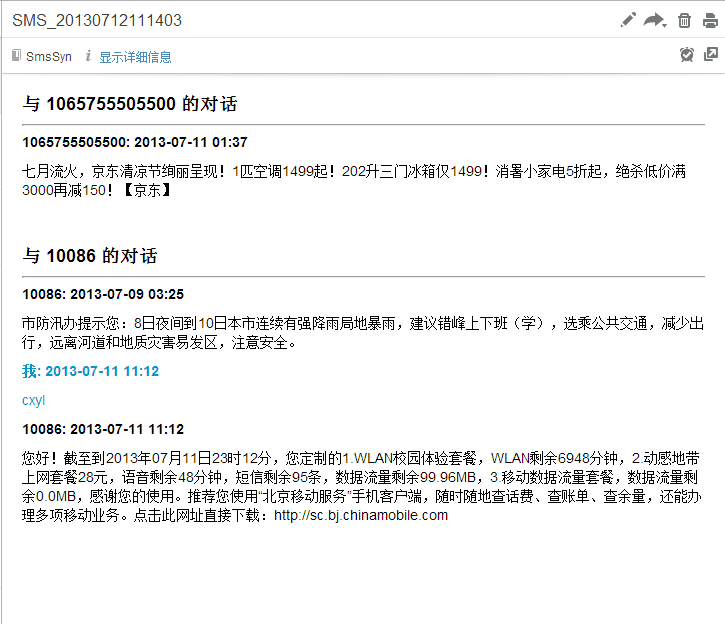 SMS_20130712111403
SmsSyn 显示详细信息
与 1065755505500 的对话
1065755505500: 2013-07-11 01:37
七月流火，京东清凉节绚丽呈现！1匹空调1499起！202升三门冰箱仅1499！消署小家电5折起，绝杀低价满
3000再减150！【京东】
与 10086 的对话
10086: 2013-07-09 03:25
市防汛办提示您：8日夜间到10日本市连续有强降雨局地暴雨，建议错峰上下班（学），选乘公共交通，减少出
行，远离河道和地质灾害易发区，注意安全。
我: 2013-07-11 11:12
cxyl
10086: 2013-07-11 11:12
您好！截至到2013年07月11日23时12分，您定制的1.WLAN校园体验套餐，WLAN剩余6948分钟，2.动感地带
上网套餐28元，语音剩余48分钟，短信剩余95条，数据流量剩余99.96MB，3.移动数据流量套餐，数据流量剩
余0.0MB，感谢您的使用。推荐您使用“北京移动服务”手机客户端，随时随地查话费、查账单、查余量，还能办
理多项移动业务。点击此网址直接下载：http://sc.bj.chinamobile.com